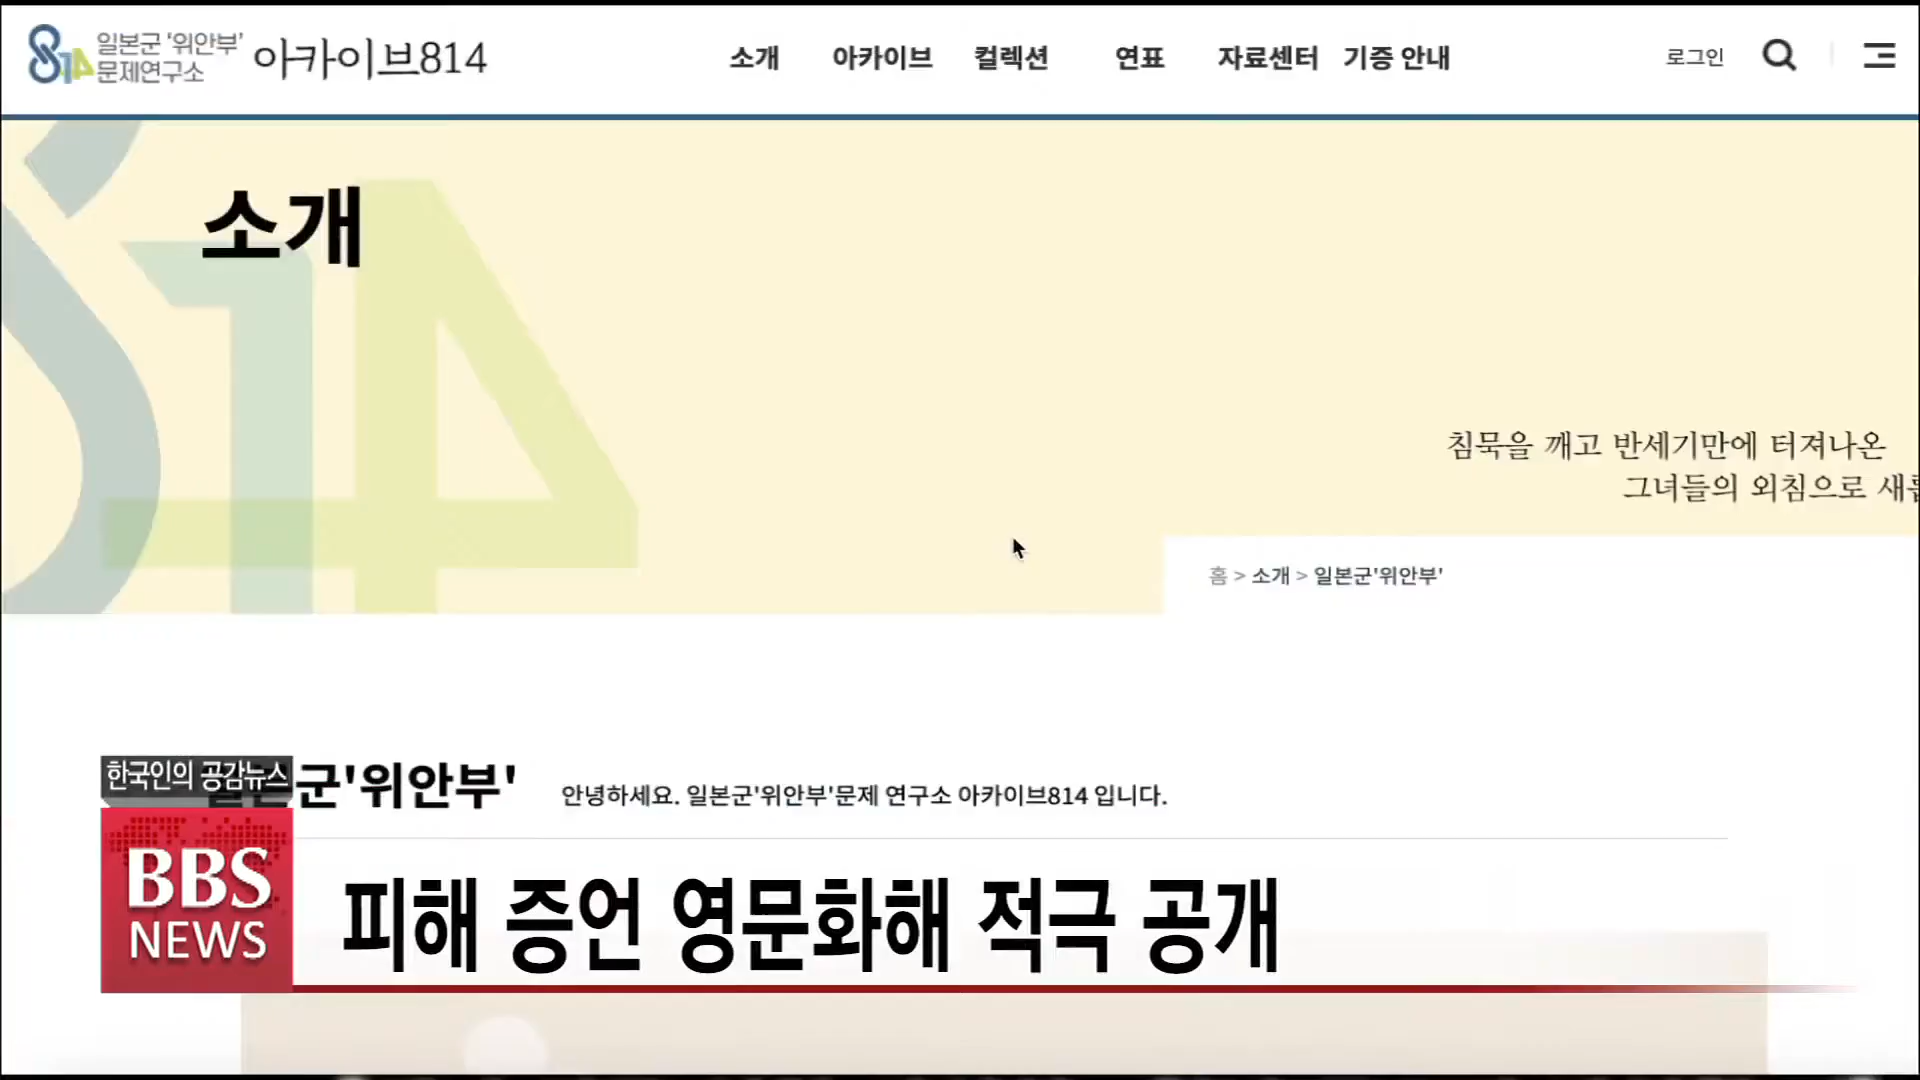 814
일본군 '위안부'
문제연구소
아카이브814
소개 아카이브 컬렉션 연표 자료센터 기증 안내
로그인
소개
814
침묵을 깨고 반세기만에 터져나온
그녀들의 외침으로
홈 > 소개 > 일본군'위안부'
한국인의 공감뉴스
일본군'위안부'
안녕하세요. 일본군'위안부'문제 연구소 아카이브814 입니다.
BBS
NEWS
피해 증언 영문화해 적극 공개